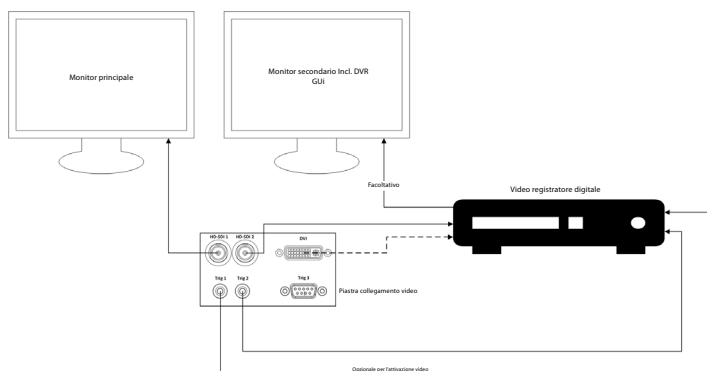 Monitor principale
Monitor secondario Incl. DVR
GUi
Facoltativo
Video registratore digitale
HD-SDI 1 HD-SDI 2 DVI
Trig 1 Trig 2 Trig 3
Piastra collegamento video
Opzionale per l'attivazione video